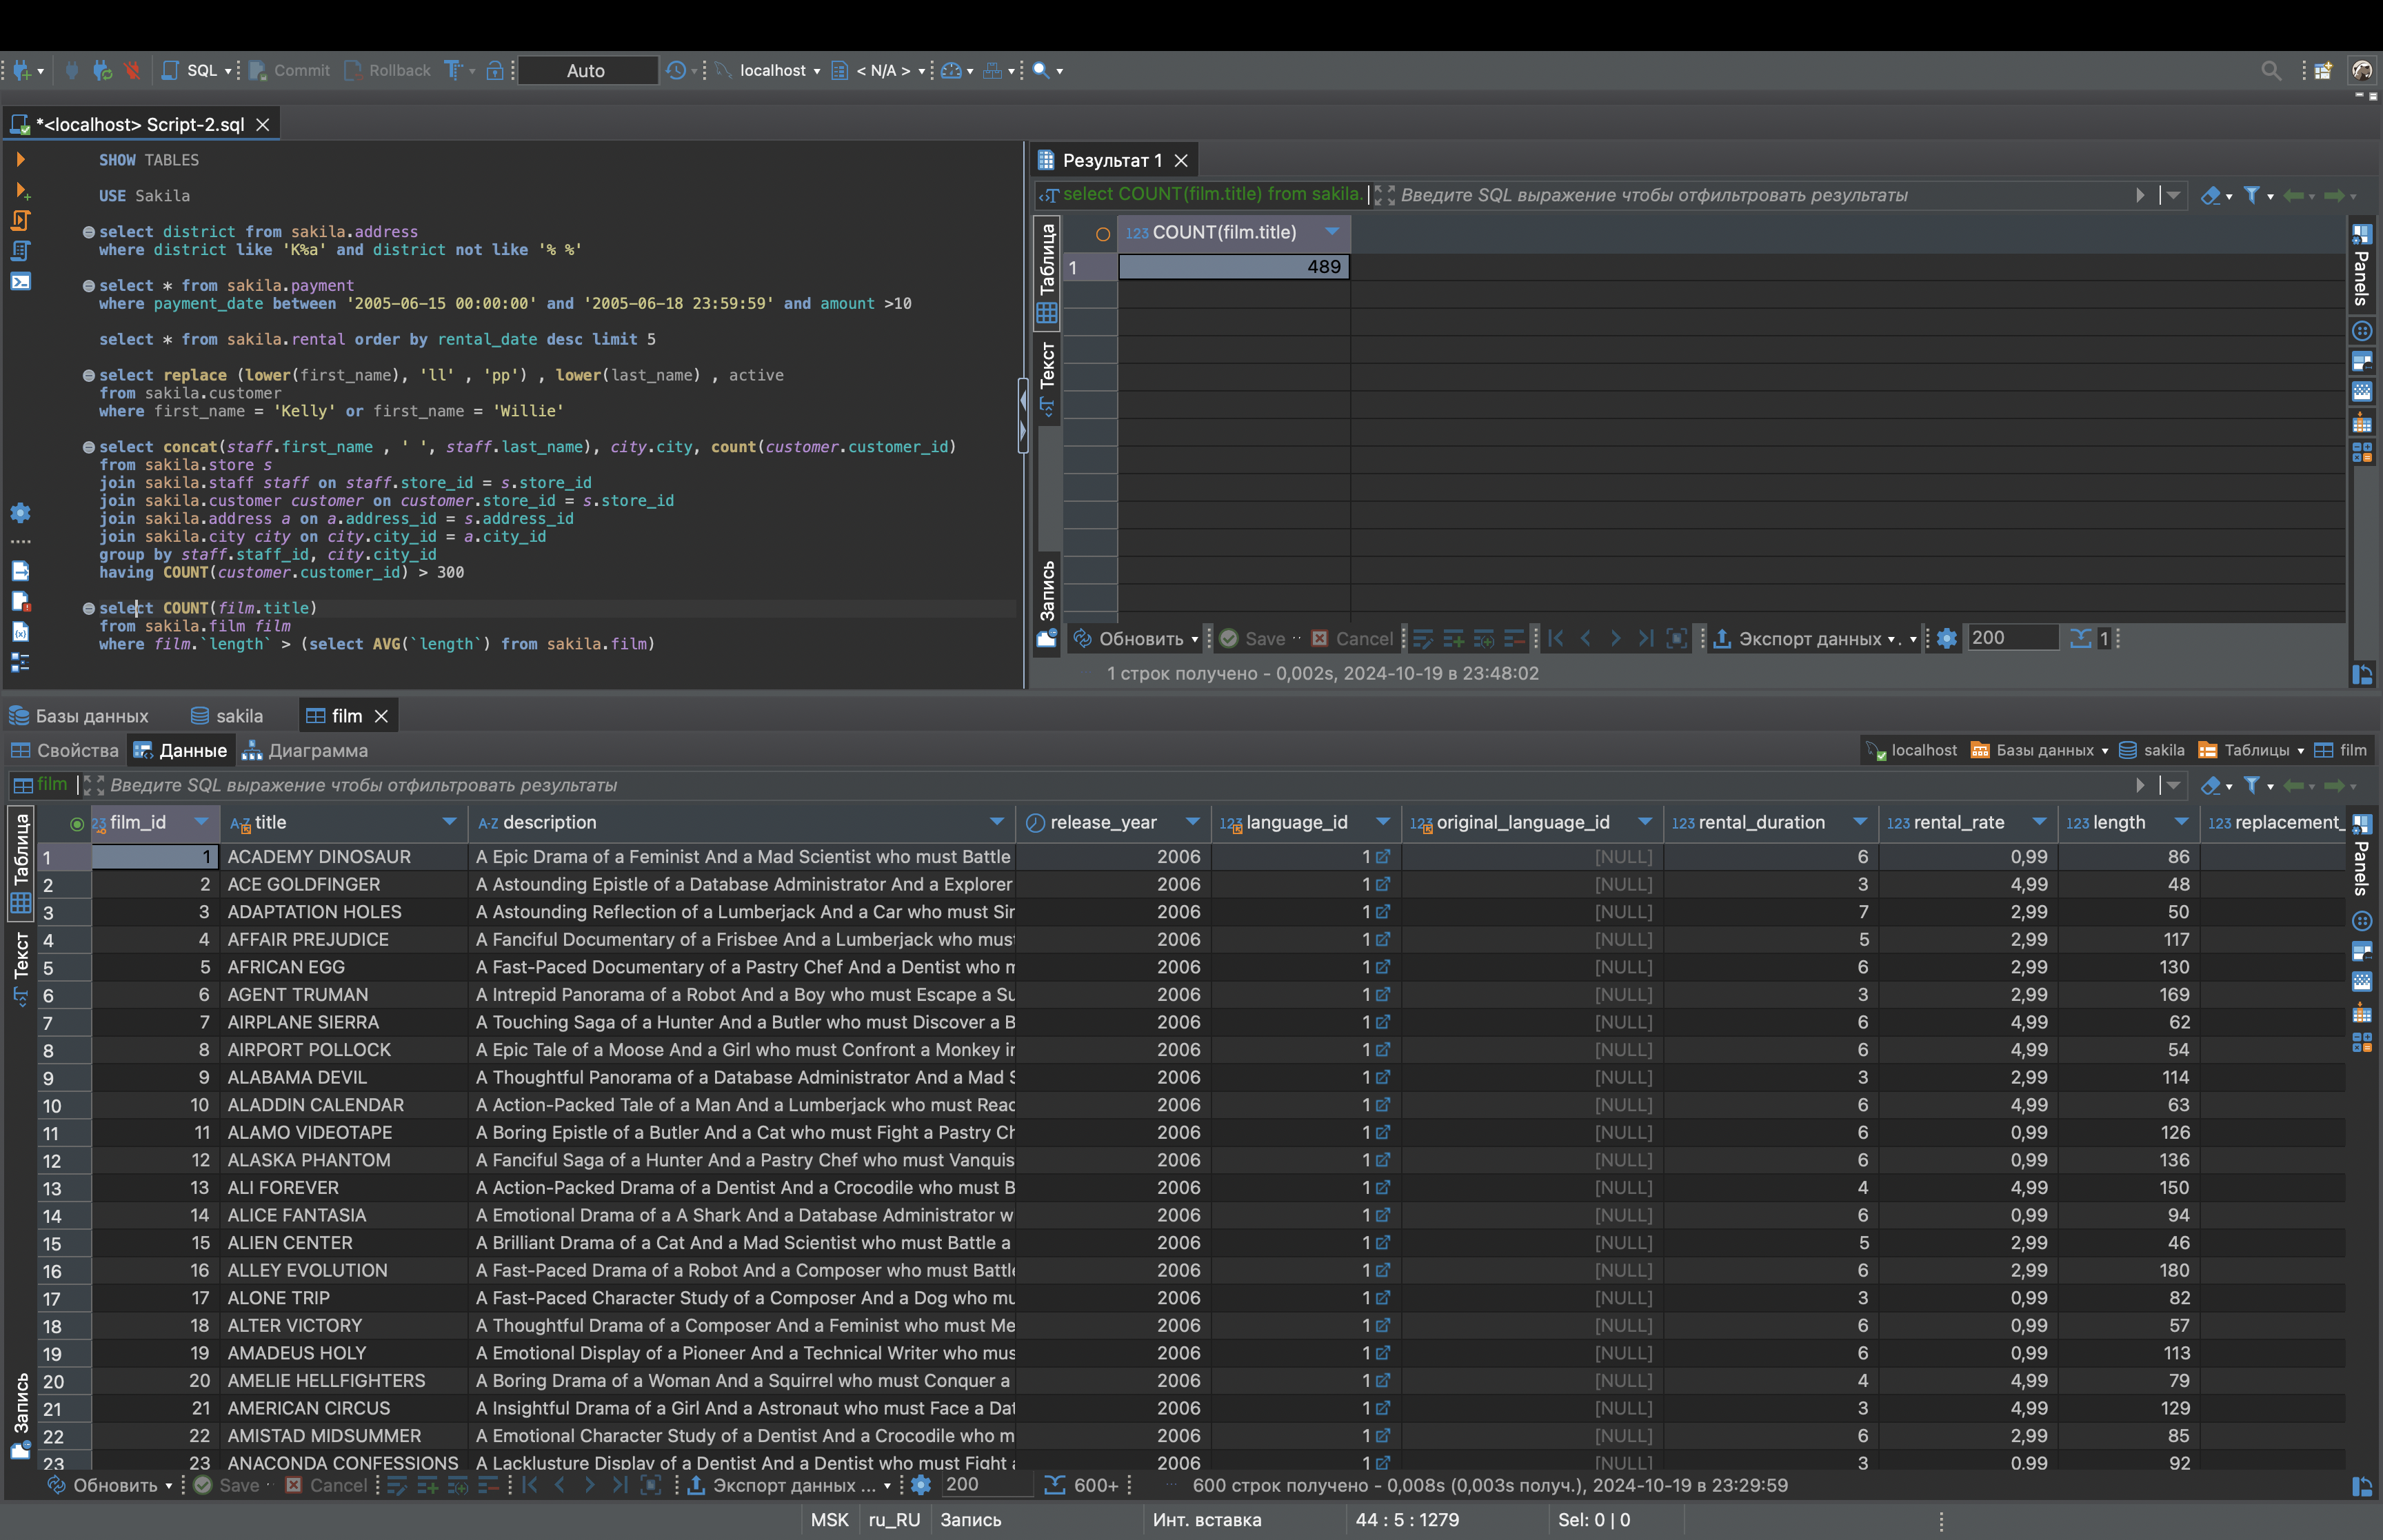 SQL Commit Rollback Auto localhost < N/A >
*<localhost> Script-2.sql
SHOW TABLES
USE Sakila
select district from sakila.address
where district like 'K%a' and district not like '% %'
select * from sakila.payment
where payment_date between '2005-06-15 00:00:00' and '2005-06-18 23:59:59' and amount >10
select * from sakila.rental order by rental_date desc limit 5
select replace (lower(first_name), 'll' , 'pp') , lower(last_name) , active
from sakila.customer
where first_name = 'Kelly' or first_name = 'Willie'
select concat(staff.first_name , ' ', staff.last_name), city.city, count(customer.customer_id)
from sakila.store s
join sakila.staff staff on staff.store_id = s.store_id
join sakila.customer customer on customer.store_id = s.store_id
join sakila.address a on a.address_id = s.address_id
join sakila.city city on city.city_id = a.city_id
group by staff.staff_id, city.city_id
having COUNT(customer.customer_id) > 300
select COUNT(film.title)
from sakila.film film
where film.`length` > (select AVG(`length`) from sakila.film)
Результат 1
select COUNT(film.title) from sakila. Введите SQL выражение чтобы отфильтровать результаты
Таблица
Текст
Запись
Panels
123 COUNT(film.title)
1 489
Обновить Save Cancel Экспорт данных 200 1
1 строк получено - 0,002s, 2024-10-19 в 23:48:02
Базы данных sakila film
Свойства Данные Диаграмма localhost Базы данных sakila Таблицы film
film Введите SQL выражение чтобы отфильтровать результаты
Таблица
Текст
Запись
Panels
film_id A-Z title A-Z description release_year 123 language_id 123 original_language_id 123 rental_duration 123 rental_rate 123 length 123 replacement_
1 1 ACADEMY DINOSAUR A Epic Drama of a Feminist And a Mad Scientist who must Battle 2006 1 [NULL] 6 0,99 86
2 2 ACE GOLDFINGER A Astounding Epistle of a Database Administrator And a Explorer 2006 1 [NULL] 3 4,99 48
3 3 ADAPTATION HOLES A Astounding Reflection of a Lumberjack And a Car who must Sir 2006 1 [NULL] 7 2,99 50
4 4 AFFAIR PREJUDICE A Fanciful Documentary of a Frisbee And a Lumberjack who must 2006 1 [NULL] 5 2,99 117
5 5 AFRICAN EGG A Fast-Paced Documentary of a Pastry Chef And a Dentist who m 2006 1 [NULL] 6 2,99 130
6 6 AGENT TRUMAN A Intrepid Panorama of a Robot And a Boy who must Escape a Su 2006 1 [NULL] 3 2,99 169
7 7 AIRPLANE SIERRA A Touching Saga of a Hunter And a Butler who must Discover a B 2006 1 [NULL] 6 4,99 62
8 8 AIRPORT POLLOCK A Epic Tale of a Moose And a Girl who must Confront a Monkey in 2006 1 [NULL] 6 4,99 54
9 9 ALABAMA DEVIL A Thoughtful Panorama of a Database Administrator And a Mad S 2006 1 [NULL] 3 2,99 114
10 10 ALADDIN CALENDAR A Action-Packed Tale of a Man And a Lumberjack who must Reac 2006 1 [NULL] 6 4,99 63
11 11 ALAMO VIDEOTAPE A Boring Epistle of a Butler And a Cat who must Fight a Pastry Ch 2006 1 [NULL] 6 0,99 126
12 12 ALASKA PHANTOM A Fanciful Saga of a Hunter And a Pastry Chef who must Vanquis 2006 1 [NULL] 6 0,99 136
13 13 ALI FOREVER A Action-Packed Drama of a Dentist And a Crocodile who must B 2006 1 [NULL] 4 4,99 150
14 14 ALICE FANTASIA A Emotional Drama of a A Shark And a Database Administrator w 2006 1 [NULL] 6 0,99 94
15 15 ALIEN CENTER A Brilliant Drama of a Cat And a Mad Scientist who must Battle a 2006 1 [NULL] 5 2,99 46
16 16 ALLEY EVOLUTION A Fast-Paced Drama of a Robot And a Composer who must Battle 2006 1 [NULL] 6 2,99 180
17 17 ALONE TRIP A Fast-Paced Character Study of a Composer And a Dog who mu 2006 1 [NULL] 3 0,99 82
18 18 ALTER VICTORY A Thoughtful Drama of a Composer And a Feminist who must Me 2006 1 [NULL] 6 0,99 57
19 19 AMADEUS HOLY A Emotional Display of a Pioneer And a Technical Writer who mus 2006 1 [NULL] 6 0,99 113
20 20 AMELIE HELLFIGHTERS A Boring Drama of a Woman And a Squirrel who must Conquer a 2006 1 [NULL] 4 4,99 79
21 21 AMERICAN CIRCUS A Insightful Drama of a Girl And a Astronaut who must Face a Dat 2006 1 [NULL] 3 4,99 129
22 22 AMISTAD MIDSUMMER A Emotional Character Study of a Dentist And a Crocodile who m 2006 1 [NULL] 6 2,99 85
23 23 ANACONDA CONFESSIONS A Lacklusture Display of a Dentist And a Dentist who must Fight a 2006 1 [NULL] 3 0,99 92
Обновить Save Cancel Экспорт данных ... 200 600+ 600 строк получено - 0,008s (0,003s получ.), 2024-10-19 в 23:29:59
MSK ru_RU Запись Инт. вставка 44 : 5 : 1279 Sel: 0 | 0